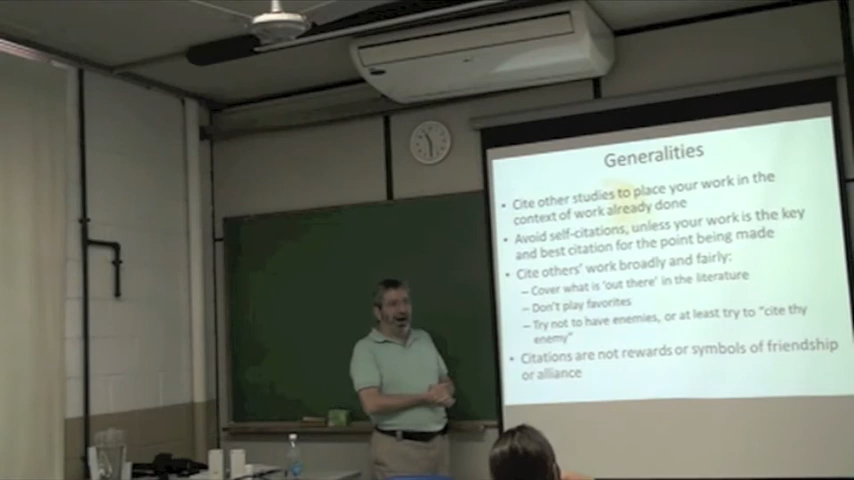 Generalities
• Cite other studies to place your work in the
context of work already done
• Avoid self-citations, unless your work is the key
and best citation for the point being made
• Cite others' work broadly and fairly:
– Cover what is 'out there' in the literature
– Don't play favorites
– Try not to have enemies, or at least try to "cite thy
enemy"
• Citations are not rewards or symbols of friendship
or alliance